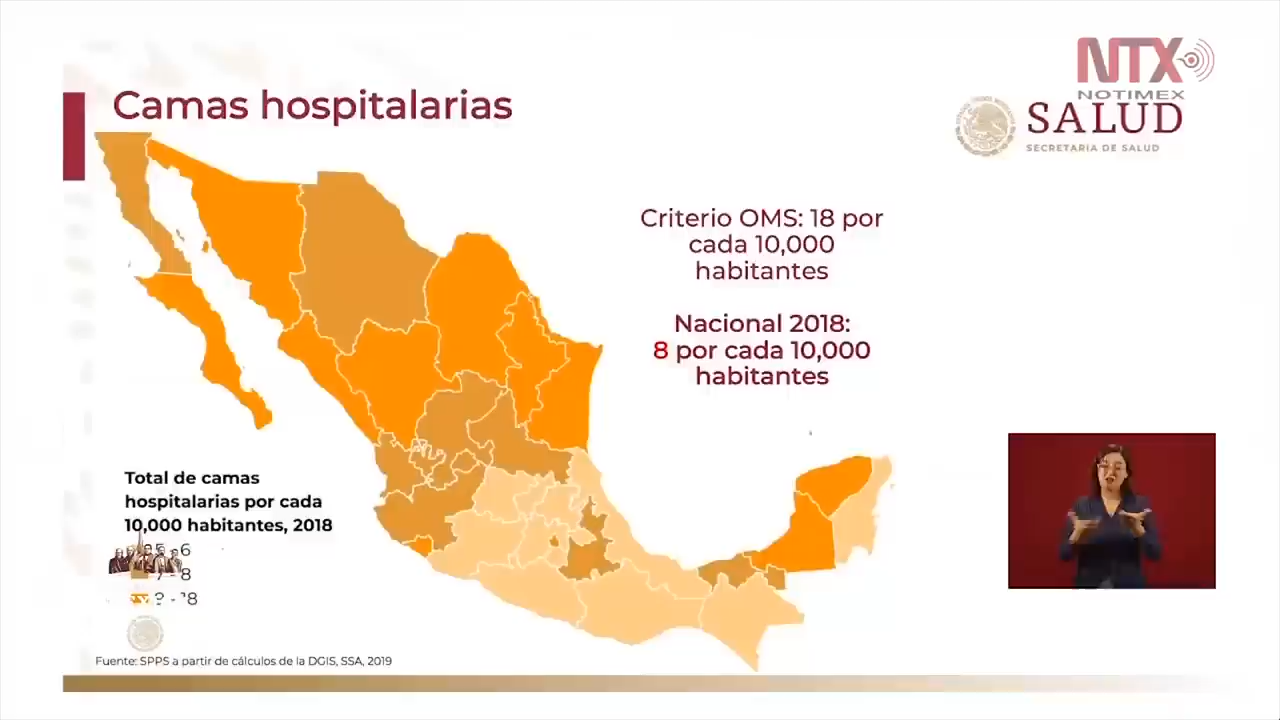 NTX
NOTIMEX
Camas hospitalarias
SALUD
SECRETARIA DE SALUD
Criterio OMS: 18 por
cada 10,000
habitantes
Nacional 2018:
8 por cada 10,000
habitantes
Total de camas
hospitalarias por cada
10,000 habitantes, 2018
6
8
- 18
Fuente: SPPS a partir de cálculos de la DGIS, SSA, 2019